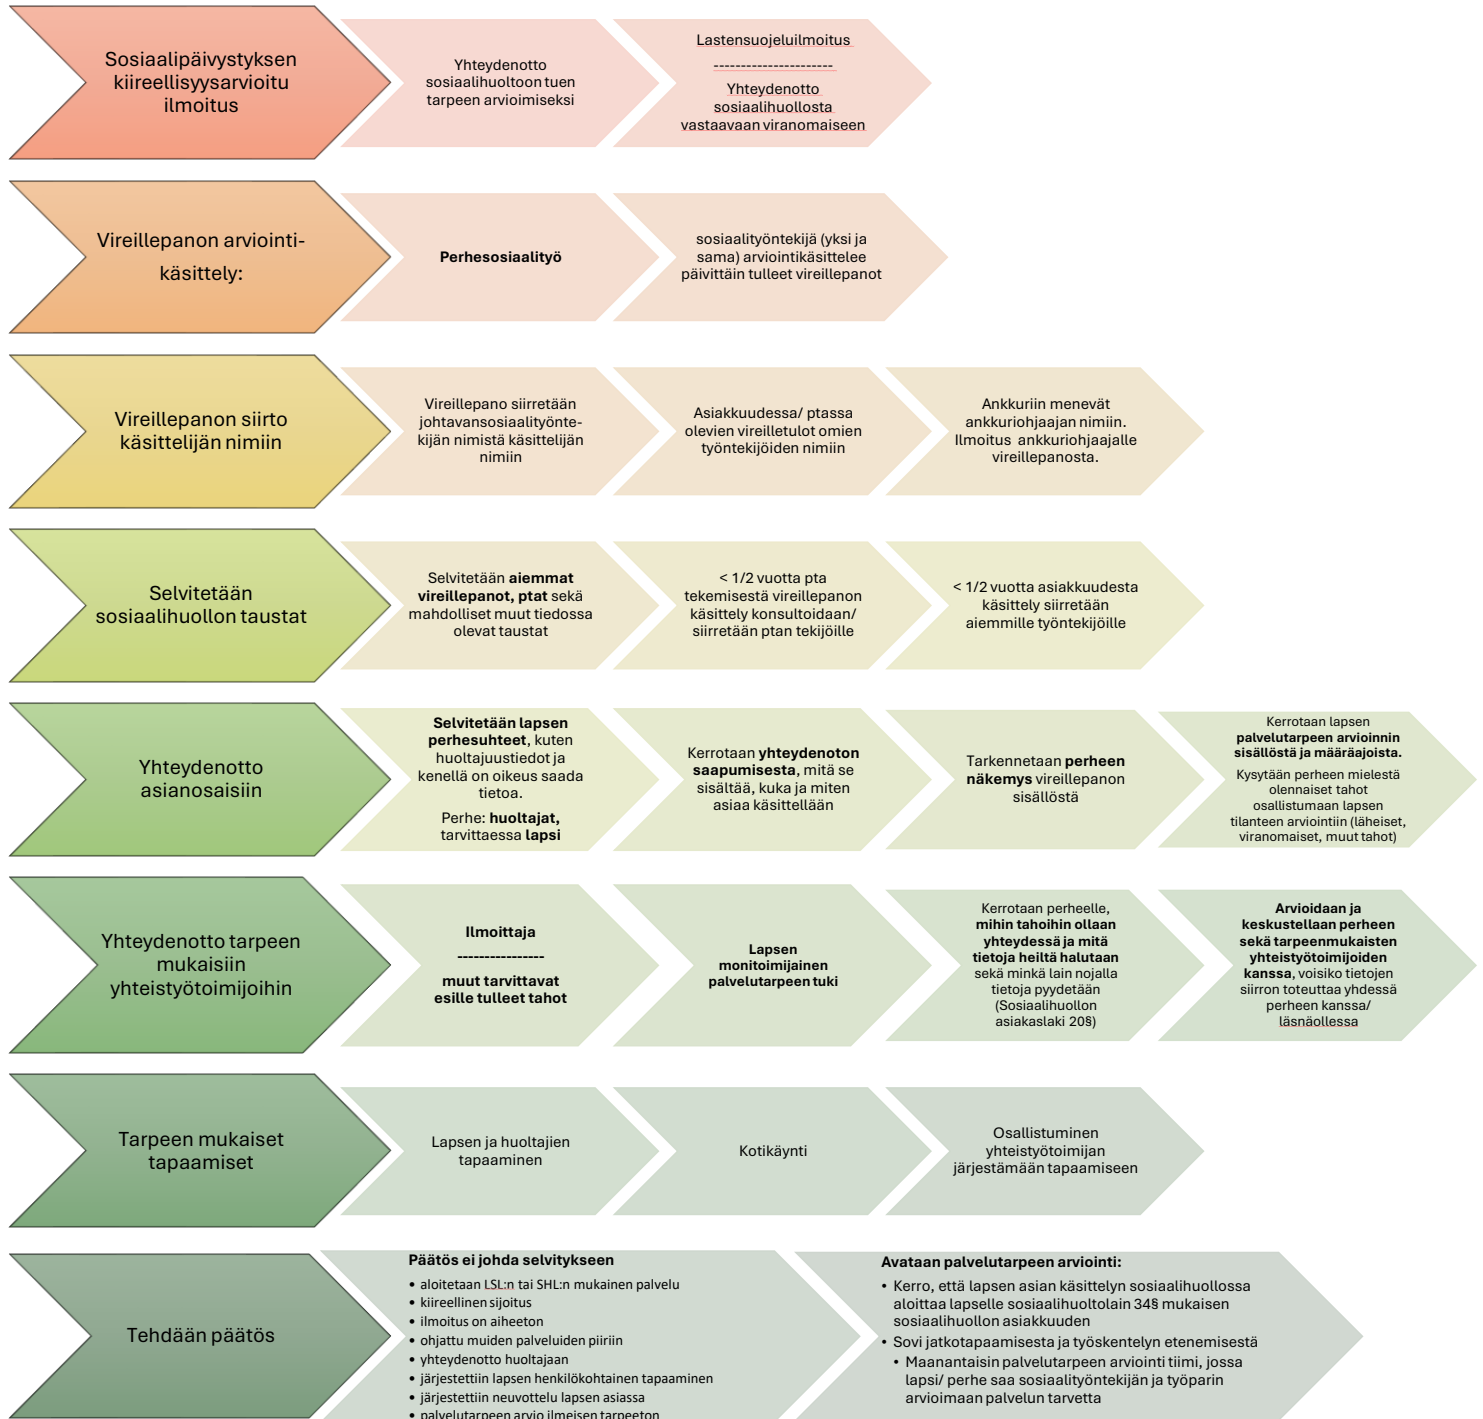 Sosiaalipäivystyksen
kiireellisyysarvioitu
ilmoitus
Yhteydenotto
sosiaalihuoltoon tuen
tarpeen arvioimiseksi
Lastensuojeluilmoitus
----------------------
Yhteydenotto
sosiaalihuollosta
vastaavaan viranomaiseen
Vireillepanon arviointi-
käsittely:
Perhesosiaalityö
sosiaalityöntekijä (yksi ja
sama) arviointikäsittelee
päivittäin tulleet vireillepanot
Vireillepanon siirto
käsittelijän nimiin
Vireillepano siirretään
johtavansosiaalityönte-
kijän nimistä käsittelijän
nimiin
Asiakkuudessa/ ptassa
olevien vireilletulot omien
työntekijöiden nimiin
Ankkuriin menevät
ankkuriohjaajan nimiin.
Ilmoitus ankkuriohjaajalle
vireillepanosta.
Selvitetään
sosiaalihuollon taustat
Selvitetään aiemmat
vireillepanot, ptat sekä
mahdolliset muut tiedossa
olevat taustat
< 1/2 vuotta pta
tekemisestä vireillepanon
käsittely konsultoidaan/
siirretään ptan tekijöille
< 1/2 vuotta asiakkuudesta
käsittely siirretään
aiemmille työntekijöille
Yhteydenotto
asianosaisiin
Selvitetään lapsen
perhesuhteet, kuten
huoltajuustiedot ja
kenellä on oikeus saada
tietoa.
Perhe: huoltajat,
tarvittaessa lapsi
Kerrotaan yhteydenoton
saapumisesta, mitä se
sisältää, kuka ja miten
asiaa käsittellään
Tarkennetaan perheen
näkemys vireillepanon
sisällöstä
Kerrotaan lapsen
palvelutarpeen arvioinnin
sisällöstä ja määräajoista.
Kysytään perheen mielestä
olennaiset tahot
osallistumaan lapsen
tilanteen arviointiin (läheiset,
viranomaiset, muut tahot)
Yhteydenotto tarpeen
mukaisiin
yhteistyötoimijoihin
Ilmoittaja
----------------
muut tarvittavat
esille tulleet tahot
Lapsen
monitoimijainen
palvelutarpeen tuki
Kerrotaan perheelle,
mihin tahoihin ollaan
yhteydessä ja mitä
tietoja heiltä halutaan
sekä minkä lain nojalla
tietoja pyydetään
(Sosiaalihuollon
asiakaslaki 20§)
Arvioidaan ja
keskustellaan perheen
sekä tarpeenmukaisten
yhteistyötoimijoiden
kanssa, voisiko tietojen
siirron toteuttaa yhdessä
perheen kanssa/
läsnäollessa
Tarpeen mukaiset
tapaamiset
Lapsen ja huoltajien
tapaaminen
Kotikäynti
Osallistuminen
yhteistyötoimijan
järjestämään tapaamiseen
Tehdään päätös
Päätös ei johda selvitykseen
• aloitetaan LSL:n tai SHL:n mukainen palvelu
• kiireellinen sijoitus
• ilmoitus on aiheeton
• ohjattu muiden palveluiden piiriin
• yhteydenotto huoltajaan
• järjestettiin lapsen henkilökohtainen tapaaminen
• järjestettiin neuvottelu lapsen asiassa
• palvelutarpeen arvio ilmeisen tarpeeton
Avataan palvelutarpeen arviointi:
• Kerro, että lapsen asian käsittelyn sosiaalihuollossa
aloittaa lapselle sosiaalihuoltolain 34§ mukaisen
sosiaalihuollon asiakkuuden
• Sovi jatkotapaamisesta ja työskentelyn etenemisestä
• Maanantaisin palvelutarpeen arviointi tiimi, jossa
lapsi/ perhe saa sosiaalityöntekijän ja työparin
arvioimaan palvelun tarvetta